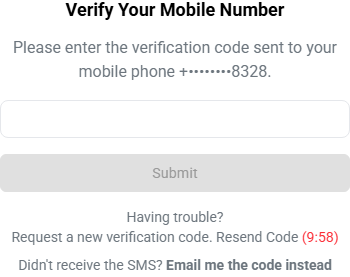 Verify Your Mobile Number
Please enter the verification code sent to your
mobile phone +••••••••8328.
Submit
Having trouble?
Request a new verification code. Resend Code (9:58)
Didn't receive the SMS? Email me the code instead